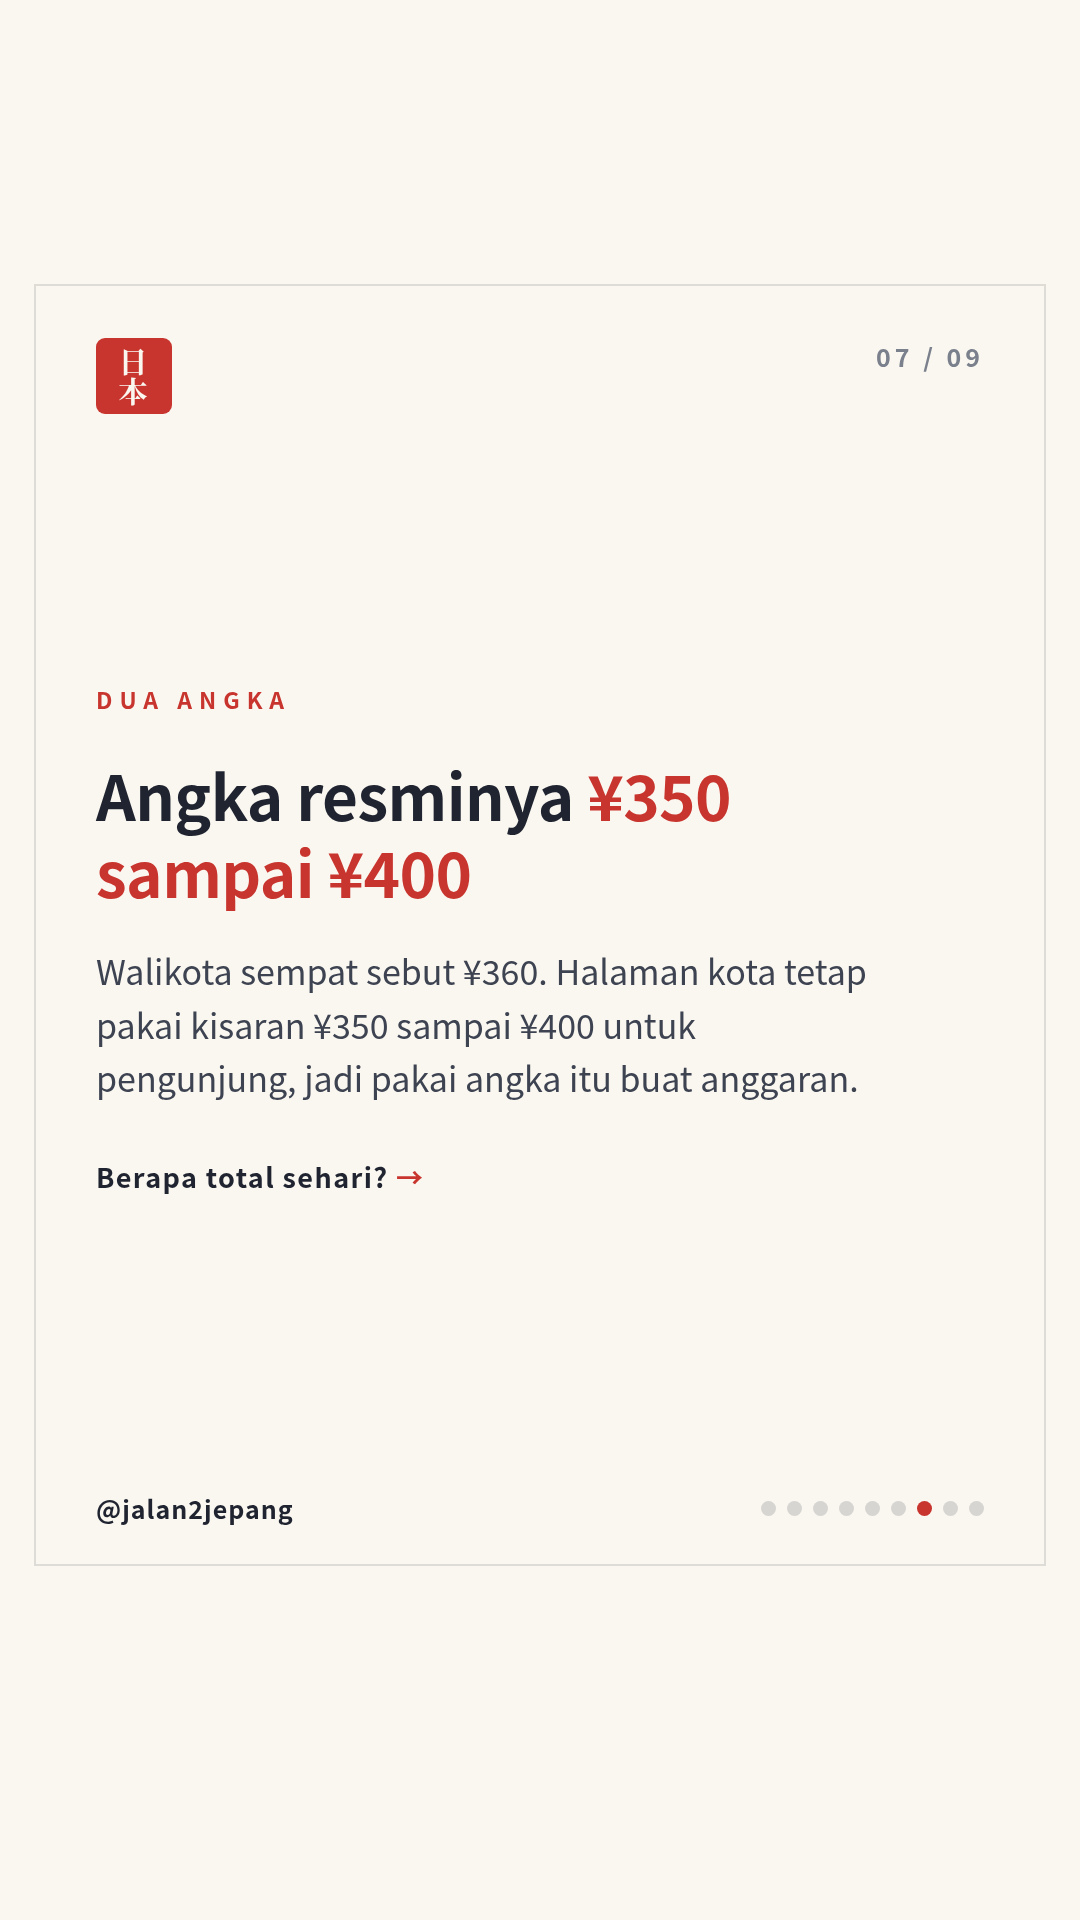 日
本
07 / 09
DUA ANGKA
Angka resminya ¥350
sampai ¥400
Walikota sempat sebut ¥360. Halaman kota tetap
pakai kisaran ¥350 sampai ¥400 untuk
pengunjung, jadi pakai angka itu buat anggaran.
Berapa total sehari? →
@jalan2jepang